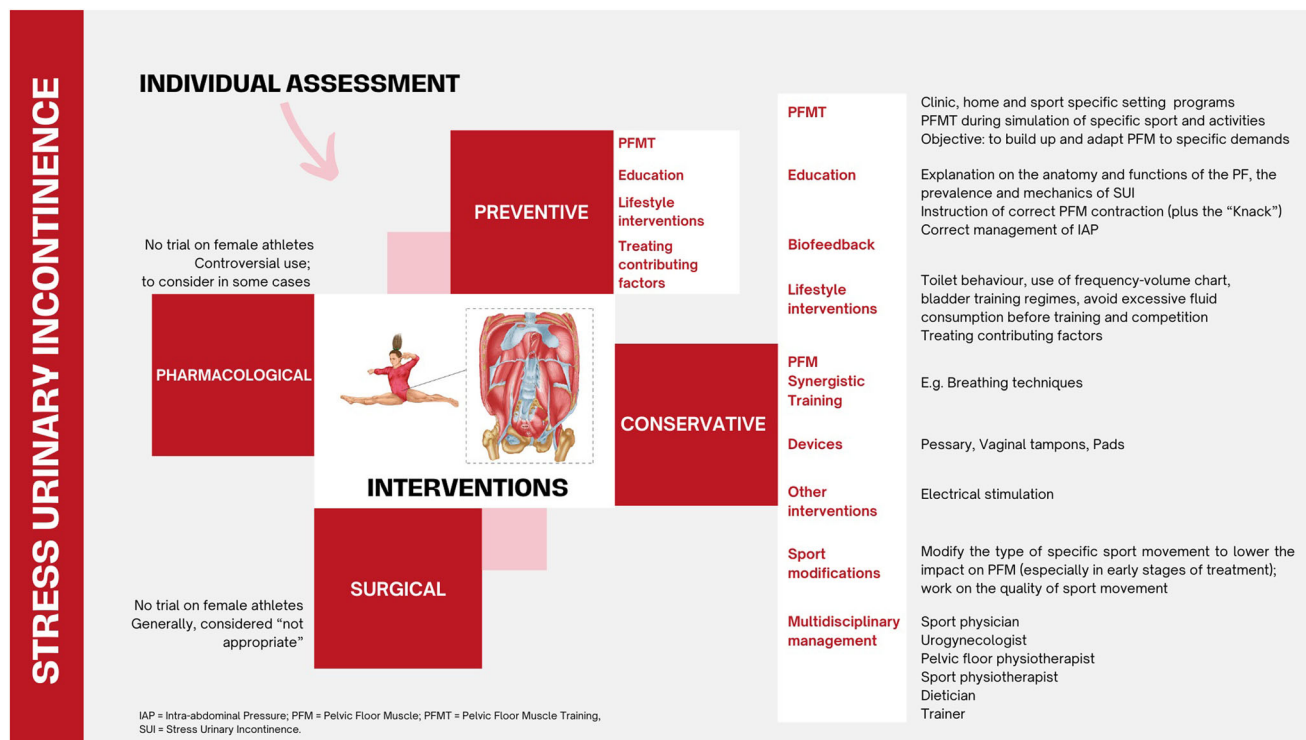 STRESS URINARY INCONTINENCE
INDIVIDUAL ASSESSMENT
PREVENTIVE
PFMT
Education
Lifestyle
interventions
Treating
contributing
factors
No trial on female athletes
Controversial use;
to consider in some cases
PHARMACOLOGICAL
INTERVENTIONS
CONSERVATIVE
SURGICAL
No trial on female athletes
Generally, considered “not
appropriate”
PFMT
Clinic, home and sport specific setting programs
PFMT during simulation of specific sport and activities
Objective: to build up and adapt PFM to specific demands
Education
Explanation on the anatomy and functions of the PF, the
prevalence and mechanics of SUI
Instruction of correct PFM contraction (plus the “Knack”)
Correct management of IAP
Biofeedback
Lifestyle
interventions
Toilet behaviour, use of frequency-volume chart,
bladder training regimes, avoid excessive fluid
consumption before training and competition
Treating contributing factors
PFM
Synergistic
Training
E.g. Breathing techniques
Devices
Pessary, Vaginal tampons, Pads
Other
interventions
Electrical stimulation
Sport
modifications
Modify the type of specific sport movement to lower the
impact on PFM (especially in early stages of treatment);
work on the quality of sport movement
Multidisciplinary
management
Sport physician
Urogynecologist
Pelvic floor physiotherapist
Sport physiotherapist
Dietician
Trainer
IAP = Intra-abdominal Pressure; PFM = Pelvic Floor Muscle; PFMT = Pelvic Floor Muscle Training,
SUI = Stress Urinary Incontinence.